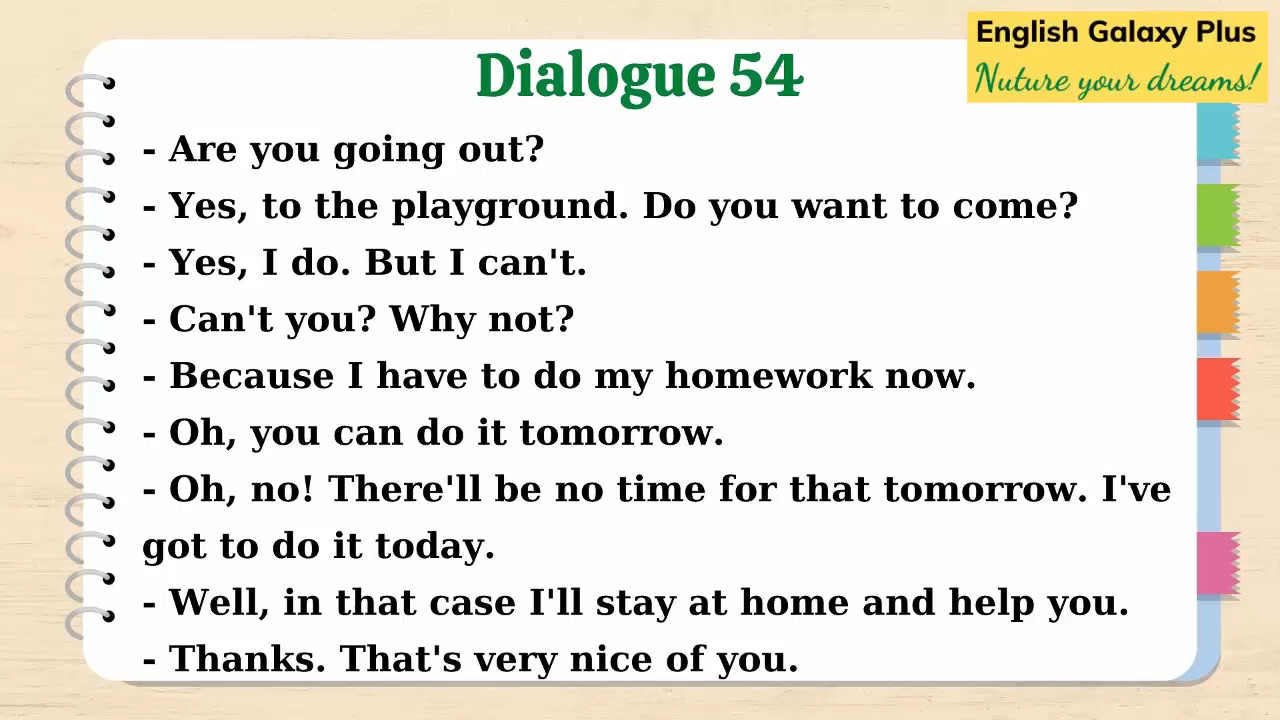 English Galaxy Plus
Nuture your dreams!
Dialogue 54
- Are you going out?
- Yes, to the playground. Do you want to come?
- Yes, I do. But I can't.
- Can't you? Why not?
- Because I have to do my homework now.
- Oh, you can do it tomorrow.
- Oh, no! There'll be no time for that tomorrow. I've
got to do it today.
- Well, in that case I'll stay at home and help you.
- Thanks. That's very nice of you.